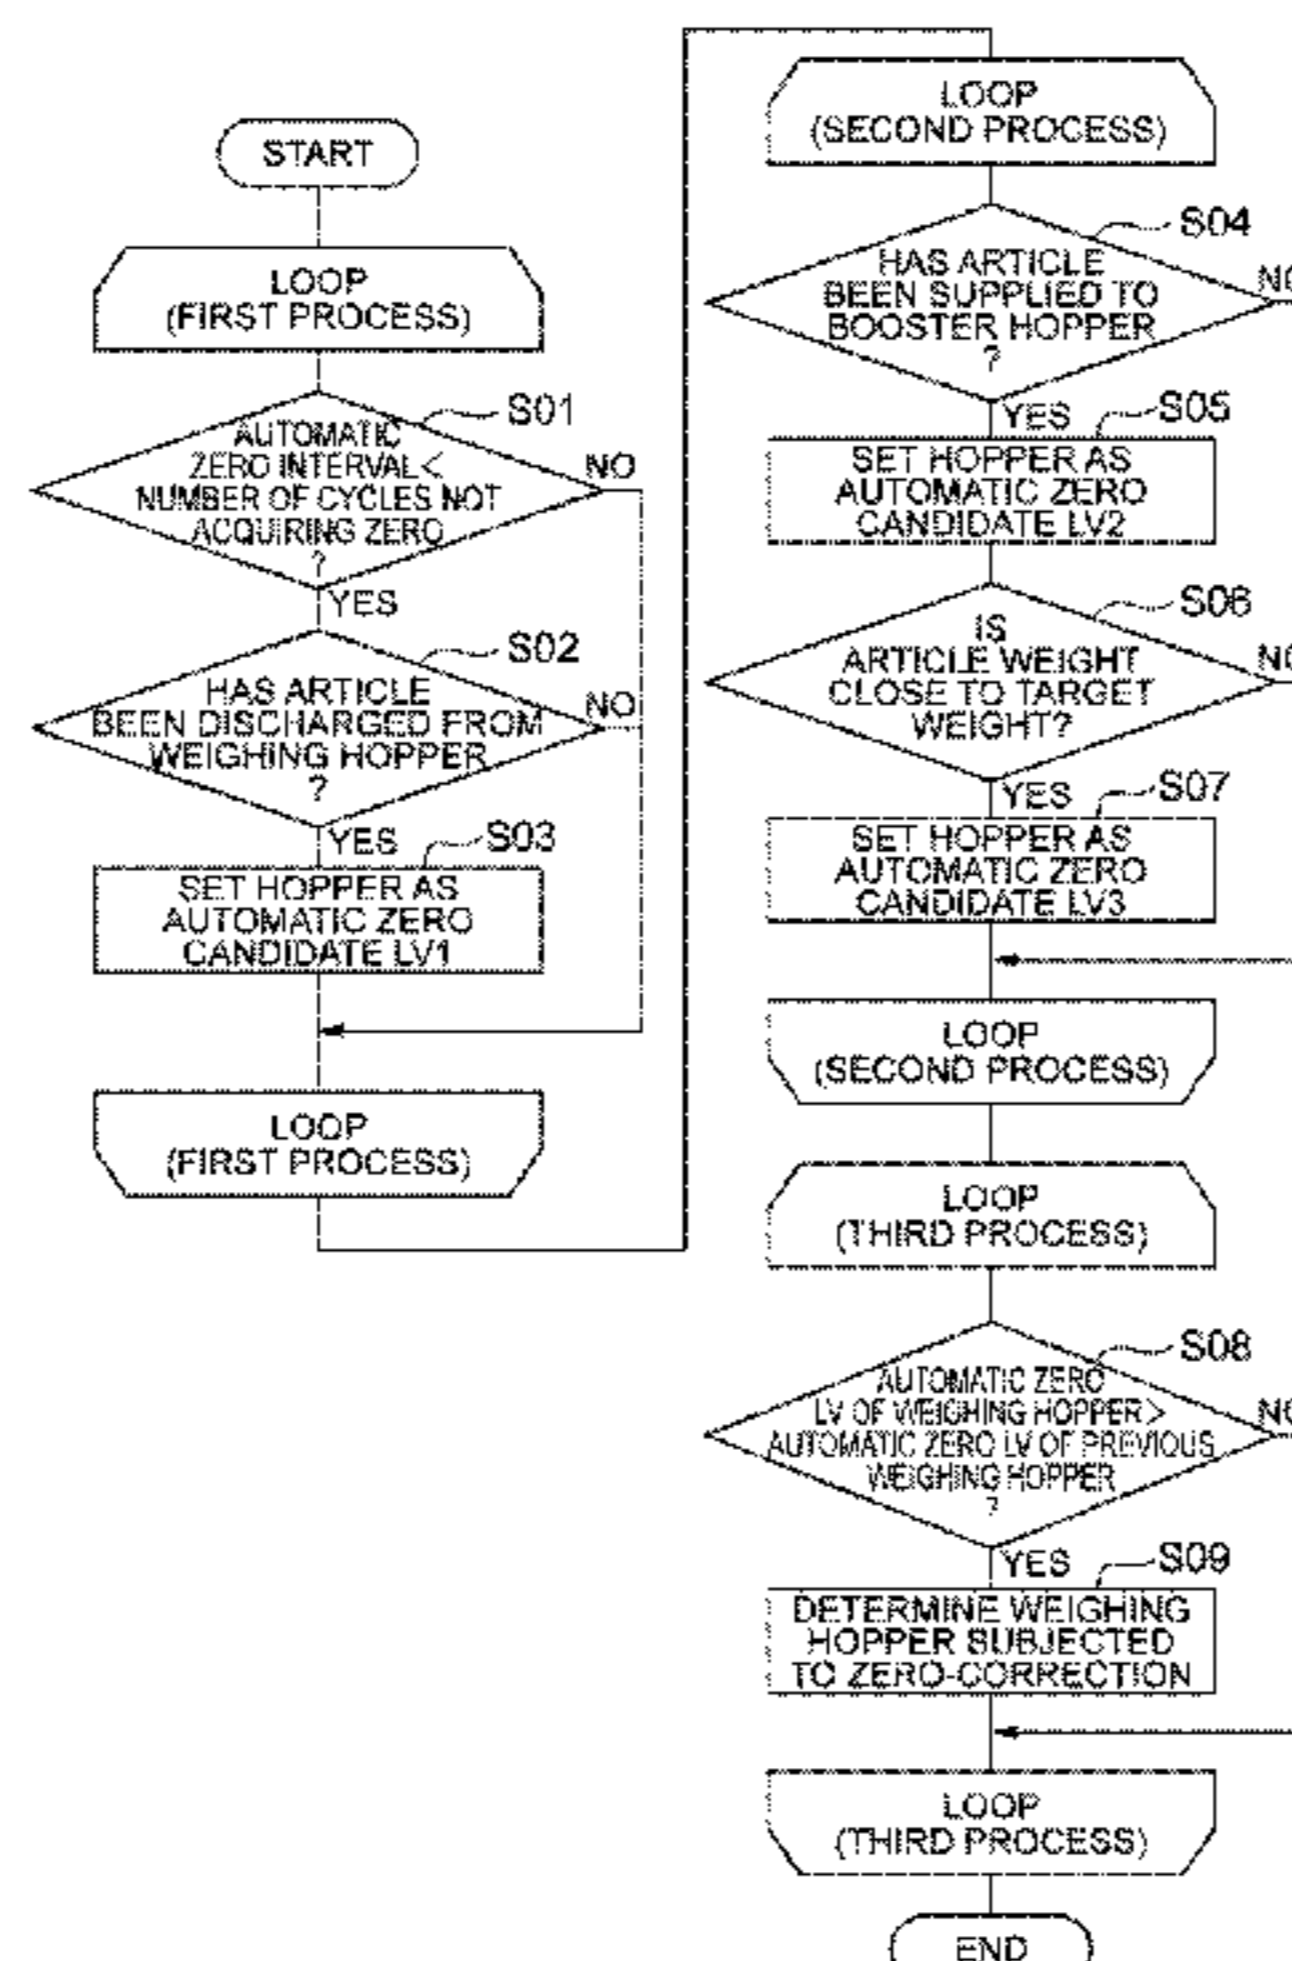 START
LOOP
(FIRST PROCESS)
S01
AUTOMATIC
ZERO INTERVAL<
NUMBER OF CYCLES NOT
ACQUIRING ZERO
?
NO
YES
S02
HAS ARTICLE
BEEN DISCHARGED FROM
WEIGHING HOPPER
?
NO
YES
S03
SET HOPPER AS
AUTOMATIC ZERO
CANDIDATE LV1
LOOP
(FIRST PROCESS)
LOOP
(SECOND PROCESS)
S04
HAS ARTICLE
BEEN SUPPLIED TO
BOOSTER HOPPER
?
NO
YES
S05
SET HOPPER AS
AUTOMATIC ZERO
CANDIDATE LV2
S06
IS
ARTICLE WEIGHT
CLOSE TO TARGET
WEIGHT?
NO
YES
S07
SET HOPPER AS
AUTOMATIC ZERO
CANDIDATE LV3
LOOP
(SECOND PROCESS)
LOOP
(THIRD PROCESS)
S08
AUTOMATIC ZERO
LV OF WEIGHING HOPPER>
AUTOMATIC ZERO LV OF PREVIOUS
WEIGHING HOPPER
?
NO
YES
S09
DETERMINE WEIGHING
HOPPER SUBJECTED
TO ZERO-CORRECTION
LOOP
(THIRD PROCESS)
END